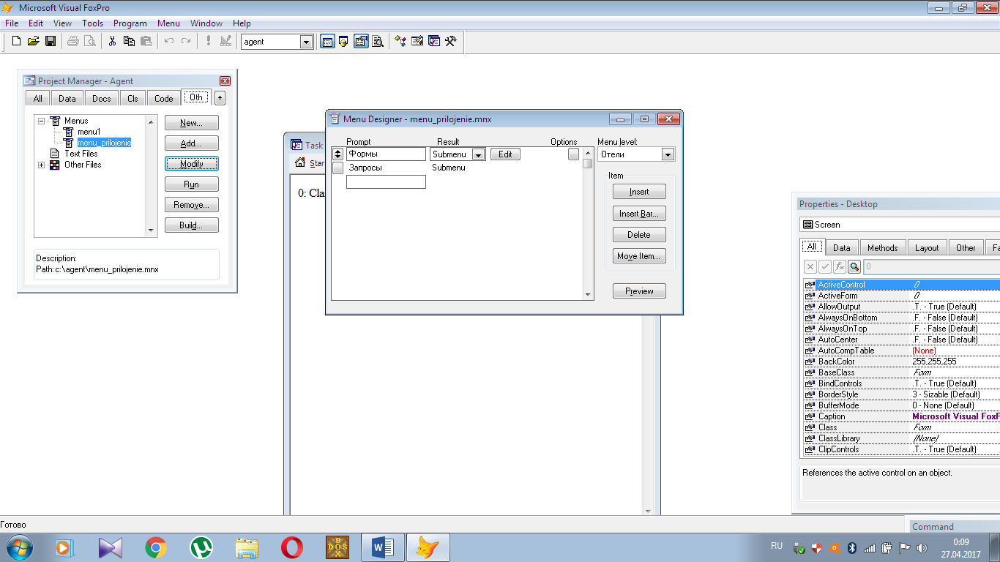 Microsoft Visual FoxPro
File Edit View Tools Program Menu Window Help
agent
Project Manager - Agent
All Data Docs Cls Code Oth
Menus
menu1
menu_prilojenie
Text Files
Other Files
New...
Add...
Modify
Run
Remove...
Build...
Description:
Path: c:\agent\menu_prilojenie.mnx
Task
Star
0: Cla
Menu Designer - menu_prilojenie.mnx
Prompt Result Options Menu level:
Формы Submenu Edit Отели
Запросы Submenu
Item
Insert
Insert Bar...
Delete
Move Item...
Preview
Properties - Desktop
Screen
All Data Methods Layout Other Fa
0
ActiveControl 0
ActiveForm 0
AllowOutput .T. - True (Default)
AlwaysOnBottom .F. - False (Default)
AlwaysOnTop .F. - False (Default)
AutoCenter .F. - False (Default)
AutoCompTable (None)
BackColor 255,255,255
BaseClass Form
BindControls .T. - True (Default)
BorderStyle 3 - Sizable (Default)
BufferMode 0 - None (Default)
Caption Microsoft Visual FoxF
Class Form
ClassLibrary (None)
ClipControls .T. - True (Default)
References the active control on an object.
Готово
Command
DOS BOX
RU
0:09
27.04.2017